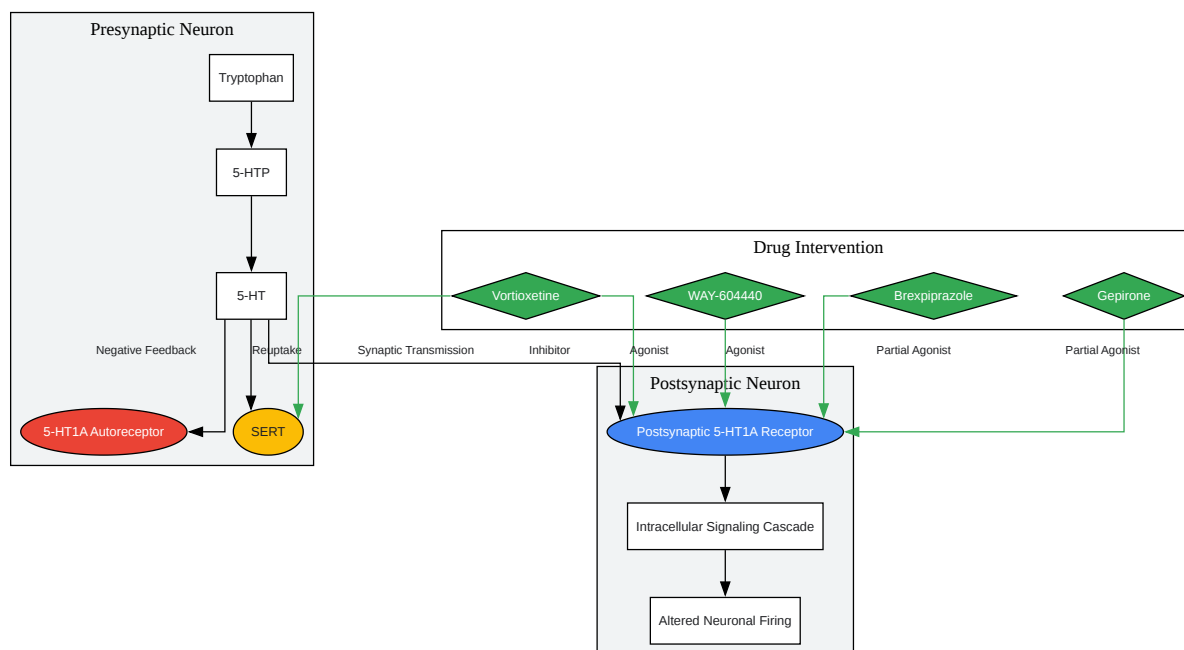 Presynaptic Neuron
Tryptophan
5-HTP
Drug Intervention
5-HT
Vortioxetine
WAY-604440
Brexpiprazole
Gepirone
Negative Feedback
Reuptake
Synaptic Transmission
Inhibitor
Agonist
Agonist
Partial Agonist
Partial Agonist
Postsynaptic Neuron
5-HT1A Autoreceptor
SERT
Postsynaptic 5-HT1A Receptor
Intracellular Signaling Cascade
Altered Neuronal Firing